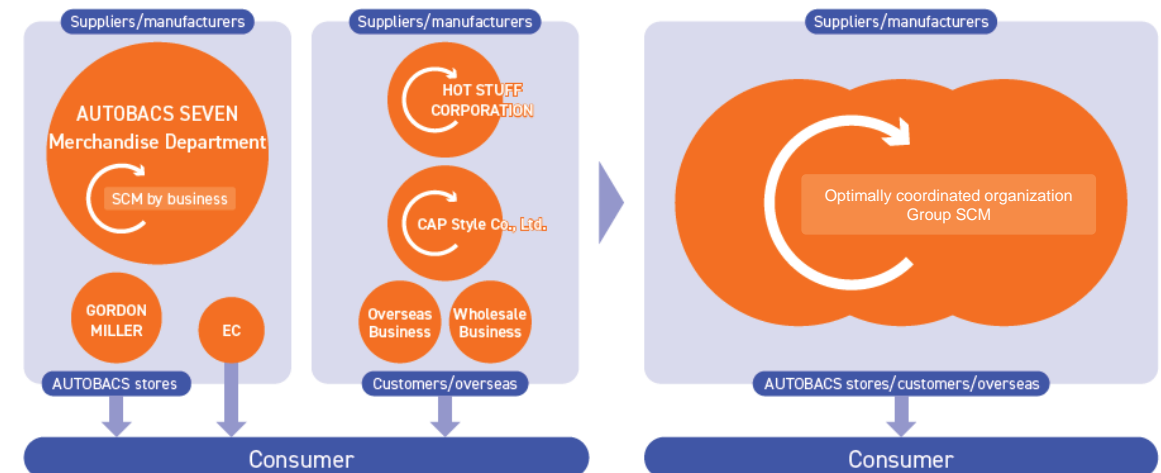 Suppliers/manufacturers
AUTOBACS SEVEN
Merchandise Department
SCM by business
GORDON
MILLER
EC
AUTOBACS stores
Suppliers/manufacturers
HOT STUFF
CORPORATION
CAP Style Co., Ltd.
Overseas
Business
Wholesale
Business
Customers/overseas
Consumer
Suppliers/manufacturers
Optimally coordinated organization
Group SCM
AUTOBACS stores/customers/overseas
Consumer